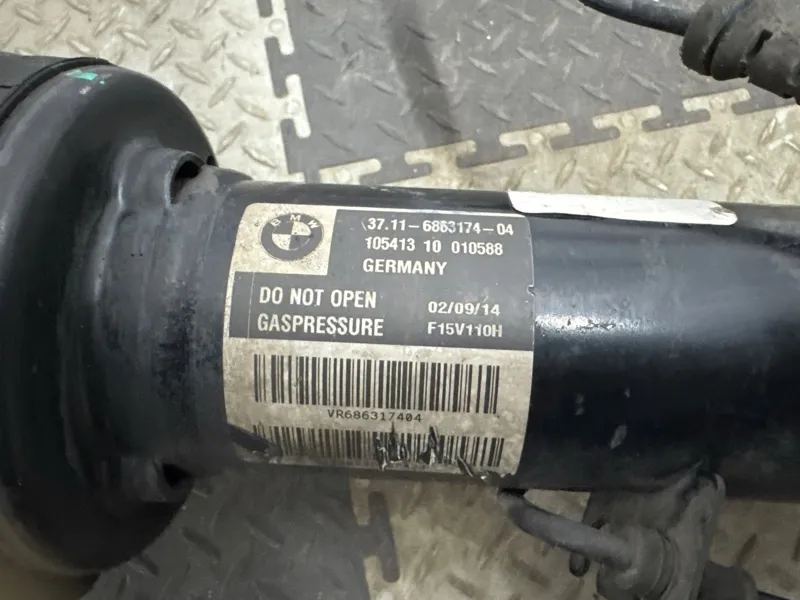 BMW
37.11-6863174-04
105413 10 010588
GERMANY
DO NOT OPEN 02/09/14
GASPRESSURE F15V110H
VR686317404